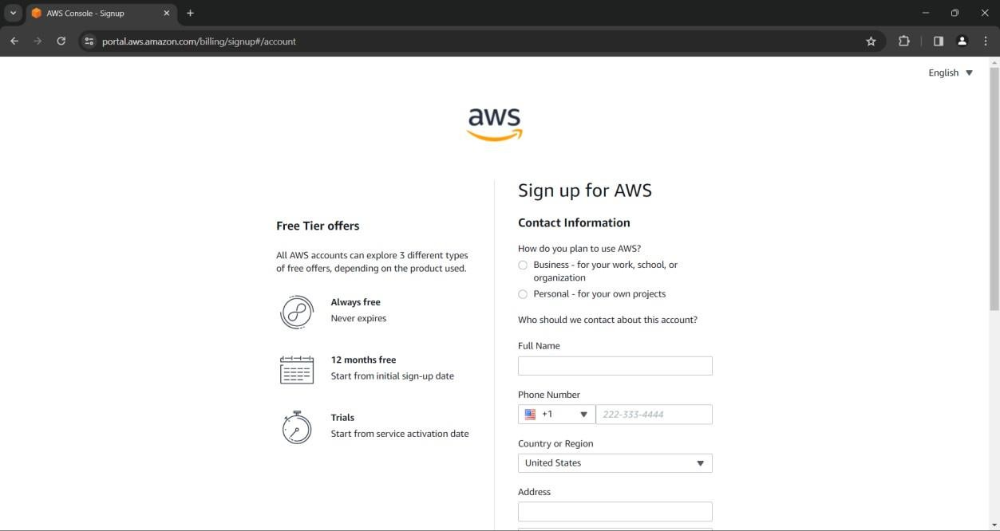 AWS Console - Signup
portal.aws.amazon.com/billing/signup#/account
English
aws
Free Tier offers
All AWS accounts can explore 3 different types
of free offers, depending on the product used.
Always free
Never expires
12 months free
Start from initial sign-up date
Trials
Start from service activation date
Sign up for AWS
Contact Information
How do you plan to use AWS?
Business - for your work, school, or
organization
Personal - for your own projects
Who should we contact about this account?
Full Name
Phone Number
+1
222-333-4444
Country or Region
United States
Address